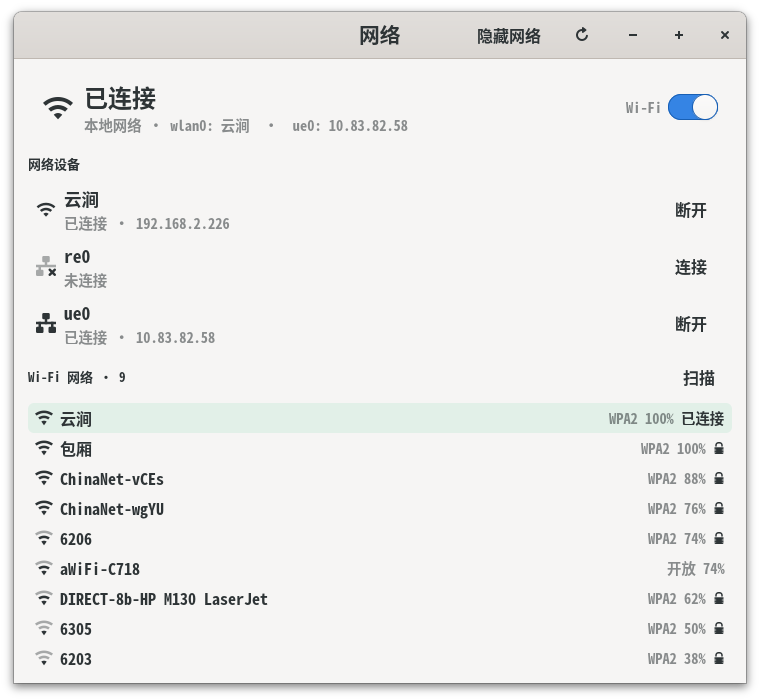 网络
隐藏网络
已连接
Wi-Fi
本地网络 · wlan0: 云涧 · ue0: 10.83.82.58
网络设备
云涧
已连接 · 192.168.2.226
断开
re0
未连接
连接
ue0
已连接 · 10.83.82.58
断开
Wi-Fi 网络 · 9
扫描
云涧 WPA2 100% 已连接
包厢 WPA2 100%
ChinaNet-vCEs WPA2 88%
ChinaNet-wgYU WPA2 76%
6206 WPA2 74%
aWiFi-C718 开放 74%
DIRECT-8b-HP M130 LaserJet WPA2 62%
6305 WPA2 50%
6203 WPA2 38%